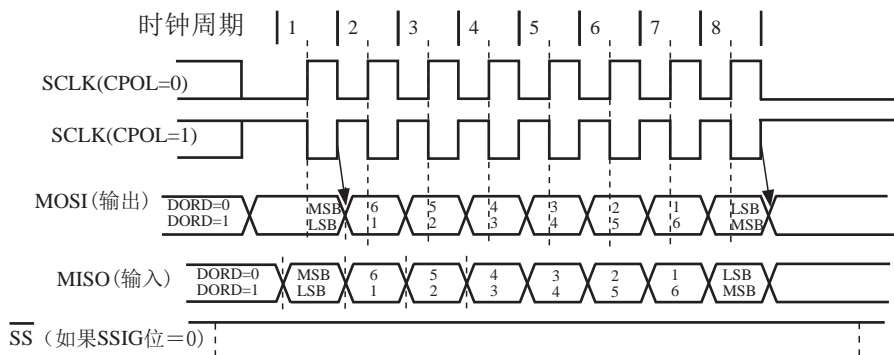 时钟周期 1 2 3 4 5 6 7 8
SCLK(CPOL=0)
SCLK(CPOL=1)
MOSI(输出) DORD=0 MSB 6 5 4 3 2 1 LSB
DORD=1 LSB 1 2 3 4 5 6 MSB
MISO(输入) DORD=0 MSB 6 5 4 3 2 1 LSB
DORD=1 LSB 1 2 3 4 5 6 MSB
SS（如果SSIG位＝0）